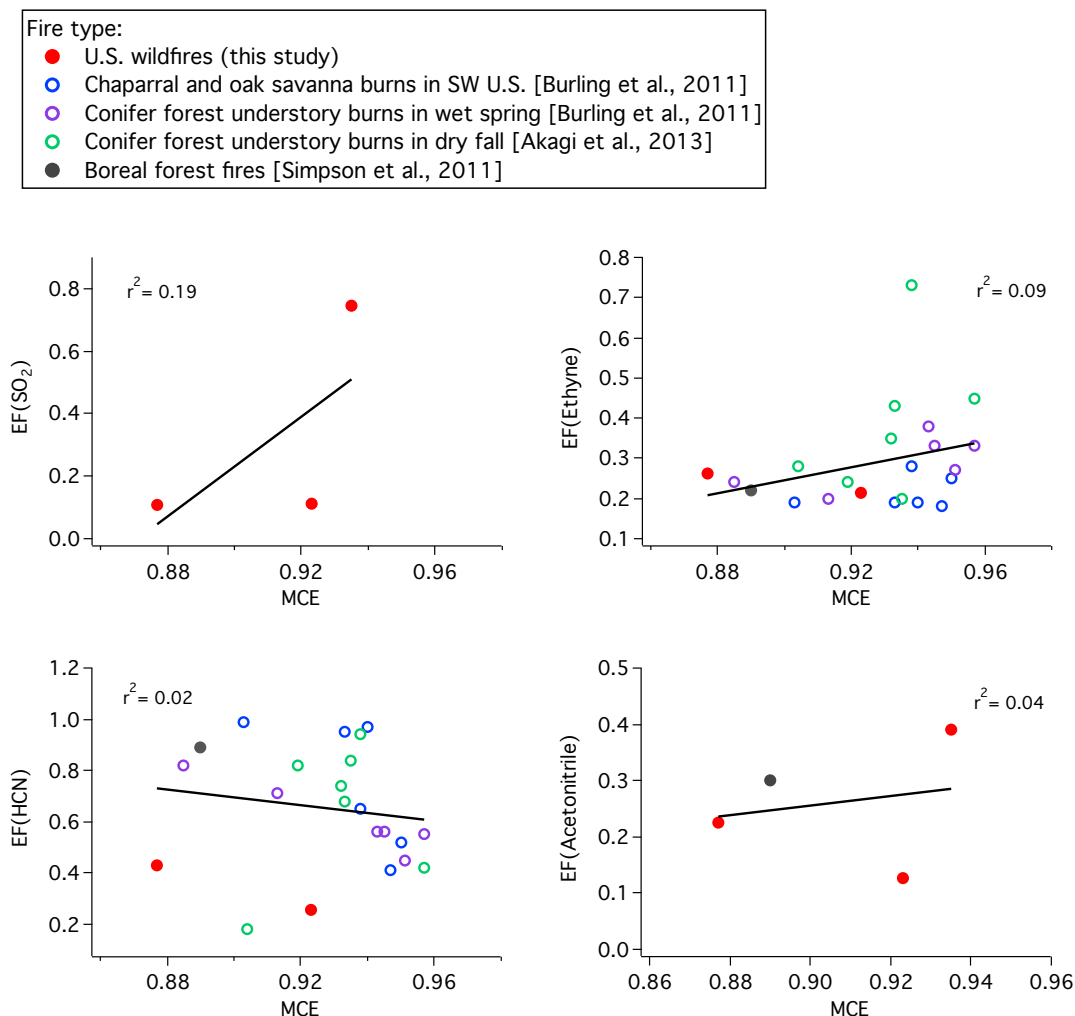 Fire type:
U.S. wildfires (this study)
Chaparral and oak savanna burns in SW U.S. [Burling et al., 2011]
Conifer forest understory burns in wet spring [Burling et al., 2011]
Conifer forest understory burns in dry fall [Akagi et al., 2013]
Boreal forest fires [Simpson et al., 2011]
EF(SO2)
0.8
0.6
0.4
0.2
0.0
r2= 0.19
0.88 0.92 0.96
MCE
EF(Ethyne)
0.8
0.7
0.6
0.5
0.4
0.3
0.2
0.1
r2= 0.09
0.88 0.92 0.96
MCE
EF(HCN)
1.2
1.0
0.8
0.6
0.4
0.2
r2= 0.02
0.88 0.92 0.96
MCE
EF(Acetonitrile)
0.5
0.4
0.3
0.2
0.1
0.0
r2= 0.04
0.86 0.88 0.90 0.92 0.94 0.96
MCE